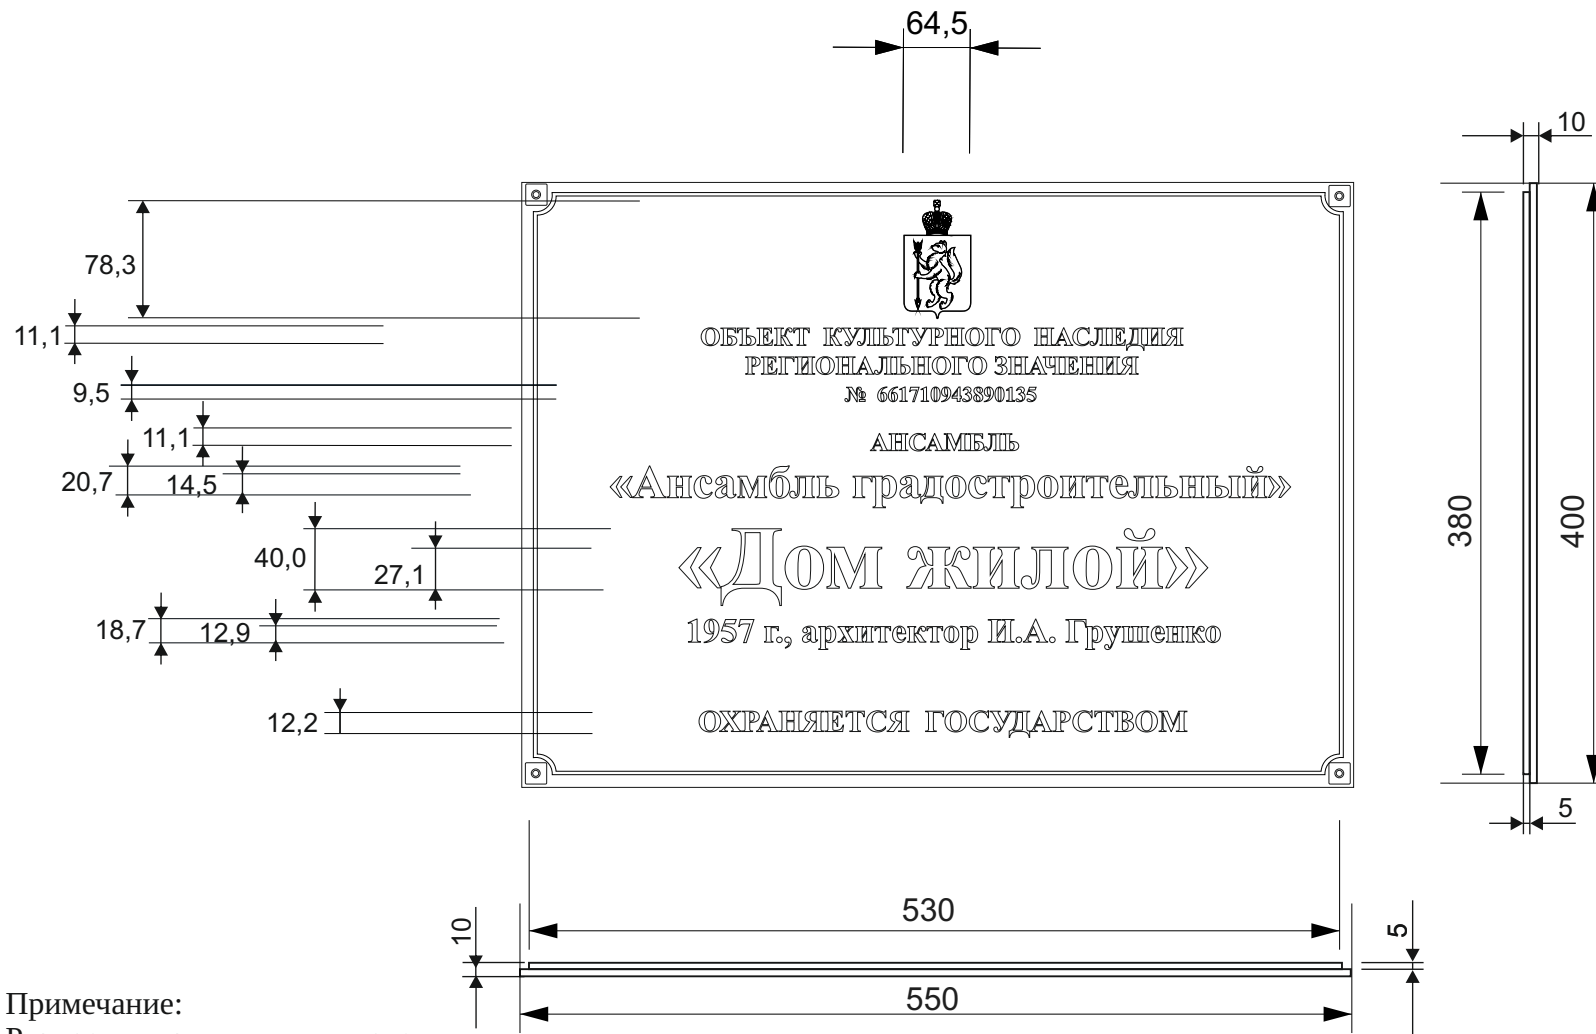 64,5
10
78,3
11,1
9,5
11,1
20,7
14,5
40,0
27,1
18,7
12,9
12,2
ОБЪЕКТ КУЛЬТУРНОГО НАСЛЕДИЯ
РЕГИОНАЛЬНОГО ЗНАЧЕНИЯ
№ 661710943890135
АНСАМБЛЬ
«Ансамбль градостроительный»
«Дом жилой»
1957 г., архитектор И.А. Грушенко
ОХРАНЯЕТСЯ ГОСУДАРСТВОМ
380
400
5
530
10
5
550
Примечание: